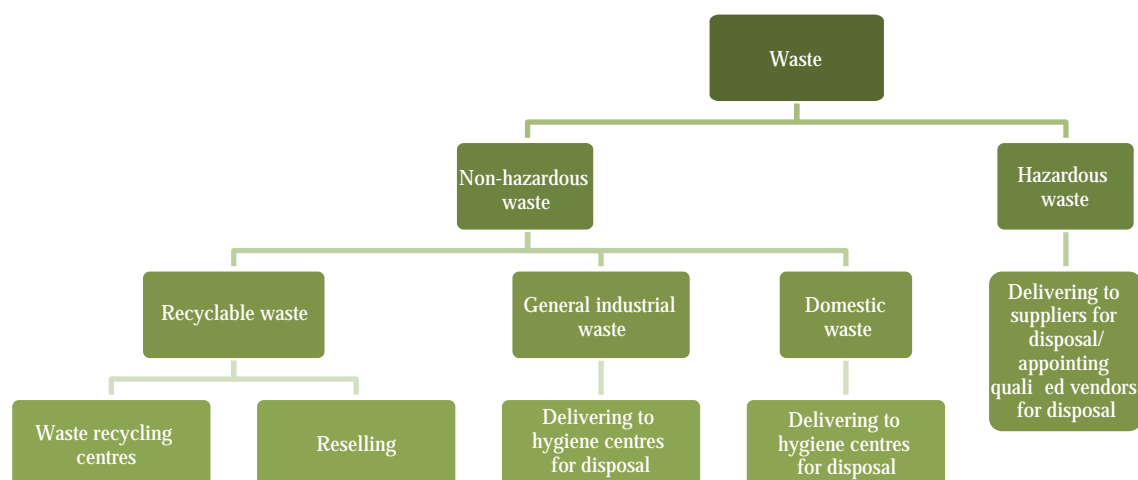 Waste
Non-hazardous
waste
Hazardous
waste
Recyclable waste
General industrial
waste
Domestic
waste
Delivering to
suppliers for
disposal/
appointing
quali ed vendors
for disposal
Waste recycling
centres
Reselling
Delivering to
hygiene centres
for disposal
Delivering to
hygiene centres
for disposal